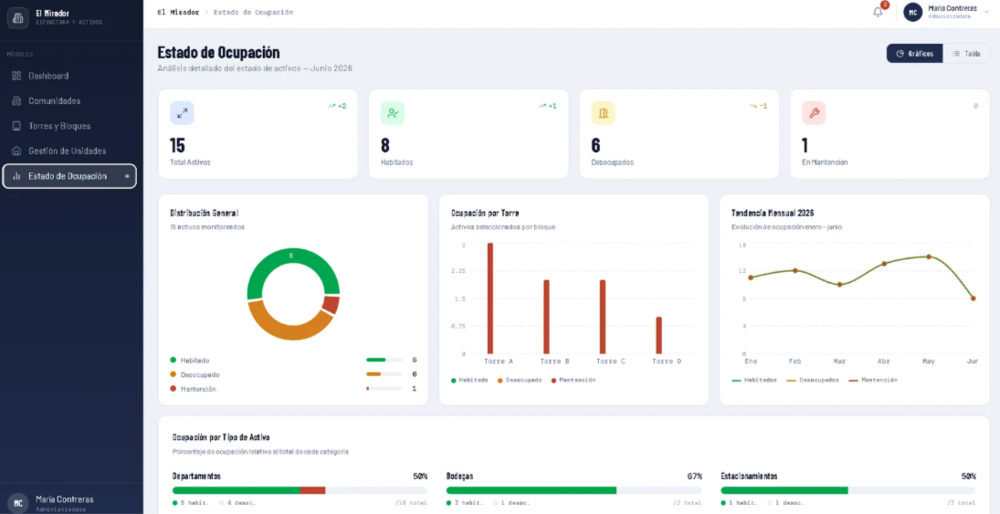 El Mirador
ESTRUCTURA Y ACTIVOS
MÓDULOS
Dashboard
Comunidades
Torres y Bloques
Gestión de Unidades
Estado de Ocupación
MC
María Contreras
Administradora
El Mirador > Estado de Ocupación
MC
María Contreras
Administradora
Estado de Ocupación
Análisis detallado del estado de activos — Junio 2026
Gráficos
Tabla
+2
15
Total Activos
+1
8
Habitados
-1
6
Desocupados
0
1
En Mantención
Distribución General
15 activos monitoreados
8
Habitado 8
Desocupado 6
Mantención 1
Ocupación por Torre
Activos seleccionados por bloque
3
2.25
1.5
0.75
0
Torre A Torre B Torre C Torre D
Habitado Desocupado Mantención
Tendencia Mensual 2026
Evolución de ocupación enero – junio
16
12
8
4
0
Ene Feb Mar Abr May Jun
Habitados Desocupados Mantención
Ocupación por Tipo de Activo
Porcentaje de ocupación relativo al total de cada categoría
Departamentos 50%
5 habit. 4 desoc. /10 total
Bodegas 67%
2 habit. 1 desoc. /3 total
Estacionamientos 50%
1 habit. 1 desoc. /2 total